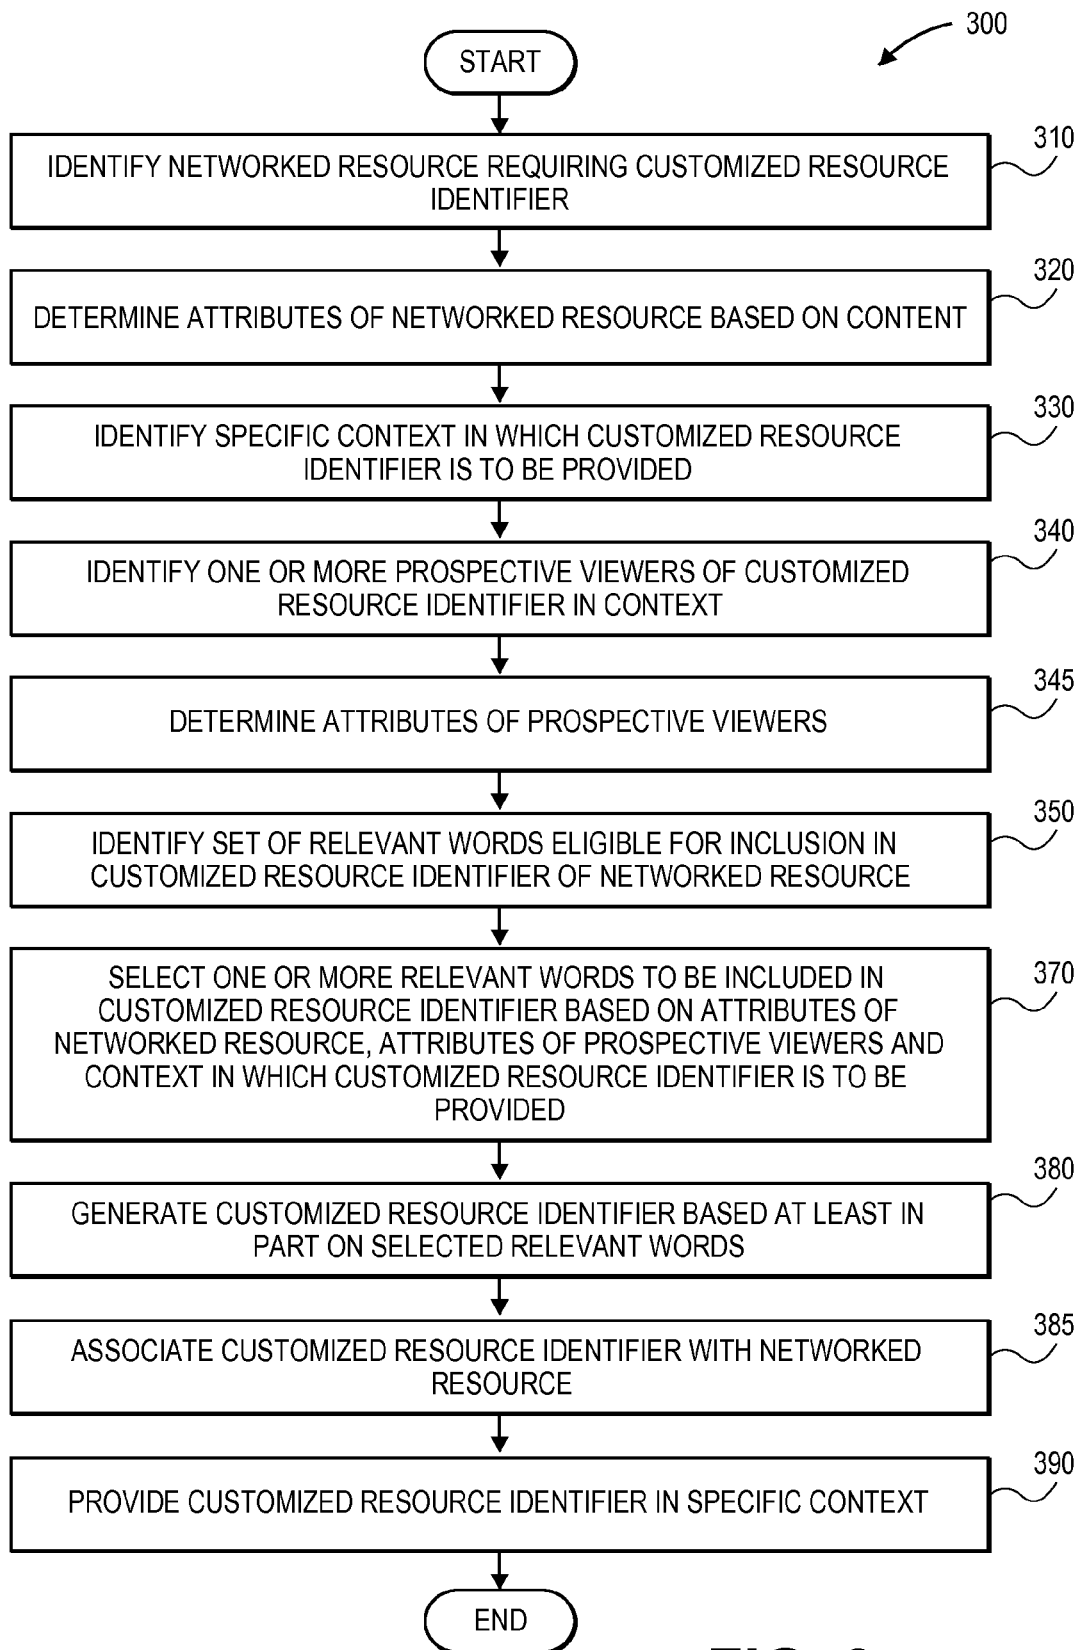 300
START
310
IDENTIFY NETWORKED RESOURCE REQUIRING CUSTOMIZED RESOURCE
IDENTIFIER
320
DETERMINE ATTRIBUTES OF NETWORKED RESOURCE BASED ON CONTENT
330
IDENTIFY SPECIFIC CONTEXT IN WHICH CUSTOMIZED RESOURCE
IDENTIFIER IS TO BE PROVIDED
340
IDENTIFY ONE OR MORE PROSPECTIVE VIEWERS OF CUSTOMIZED
RESOURCE IDENTIFIER IN CONTEXT
345
DETERMINE ATTRIBUTES OF PROSPECTIVE VIEWERS
350
IDENTIFY SET OF RELEVANT WORDS ELIGIBLE FOR INCLUSION IN
CUSTOMIZED RESOURCE IDENTIFIER OF NETWORKED RESOURCE
370
SELECT ONE OR MORE RELEVANT WORDS TO BE INCLUDED IN
CUSTOMIZED RESOURCE IDENTIFIER BASED ON ATTRIBUTES OF
NETWORKED RESOURCE, ATTRIBUTES OF PROSPECTIVE VIEWERS AND
CONTEXT IN WHICH CUSTOMIZED RESOURCE IDENTIFIER IS TO BE
PROVIDED
380
GENERATE CUSTOMIZED RESOURCE IDENTIFIER BASED AT LEAST IN
PART ON SELECTED RELEVANT WORDS
385
ASSOCIATE CUSTOMIZED RESOURCE IDENTIFIER WITH NETWORKED
RESOURCE
390
PROVIDE CUSTOMIZED RESOURCE IDENTIFIER IN SPECIFIC CONTEXT
END